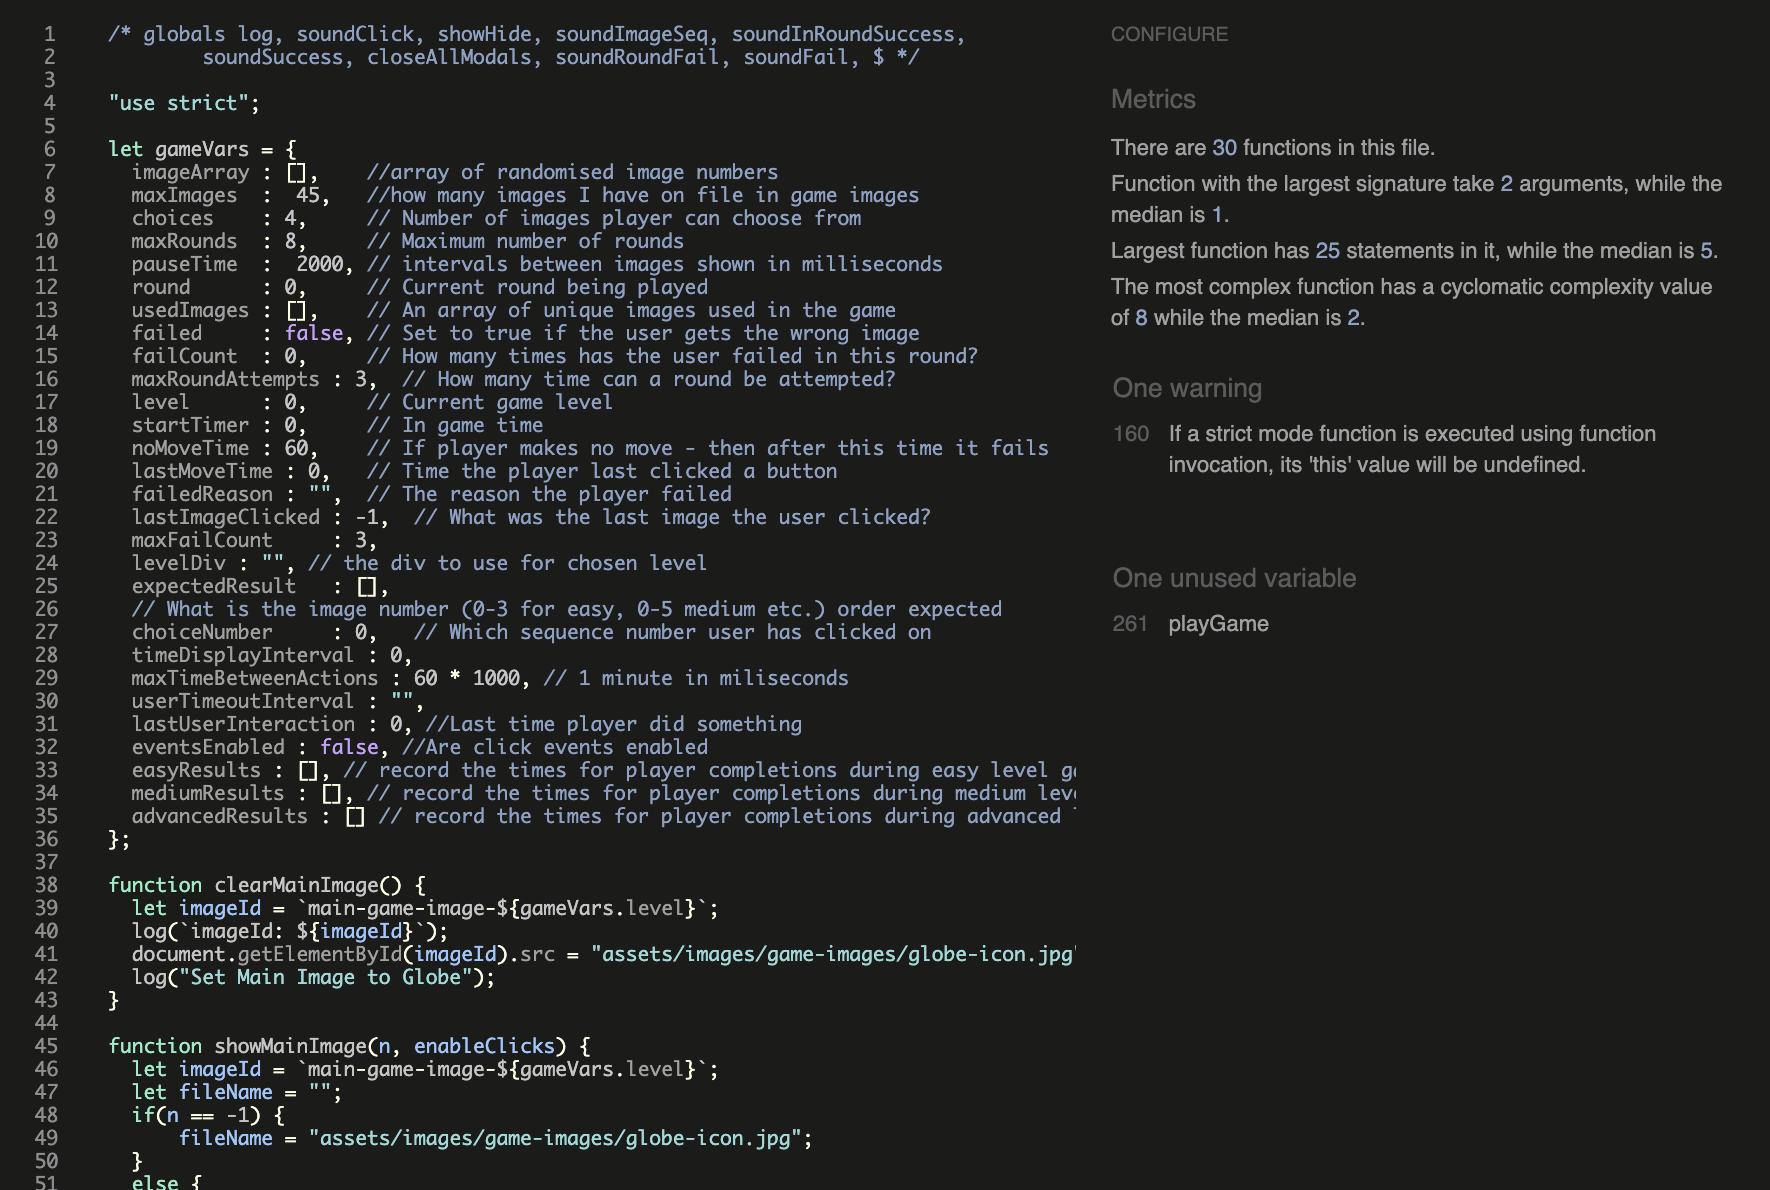 1 /* globals log, soundClick, showHide, soundImageSeq, soundInRoundSuccess,
2 soundSuccess, closeAllModals, soundRoundFail, soundFail, $ */
3
4 "use strict";
5
6 let gameVars = {
7 imageArray : [], //array of randomised image numbers
8 maxImages : 45, //how many images I have on file in game images
9 choices : 4, // Number of images player can choose from
10 maxRounds : 8, // Maximum number of rounds
11 pauseTime : 2000, // intervals between images shown in milliseconds
12 round : 0, // Current round being played
13 usedImages : [], // An array of unique images used in the game
14 failed : false, // Set to true if the user gets the wrong image
15 failCount : 0, // How many times has the user failed in this round?
16 maxRoundAttempts : 3, // How many time can a round be attempted?
17 level : 0, // Current game level
18 startTimer : 0, // In game time
19 noMoveTime : 60, // If player makes no move - then after this time it fails
20 lastMoveTime : 0, // Time the player last clicked a button
21 failedReason : "", // The reason the player failed
22 lastImageClicked : -1, // What was the last image the user clicked?
23 maxFailCount : 3,
24 levelDiv : "", // the div to use for chosen level
25 expectedResult : [],
26 // What is the image number (0-3 for easy, 0-5 medium etc.) order expected
27 choiceNumber : 0, // Which sequence number user has clicked on
28 timeDisplayInterval : 0,
29 maxTimeBetweenActions : 60 * 1000, // 1 minute in miliseconds
30 userTimeoutInterval : "",
31 lastUserInteraction : 0, //Last time player did something
32 eventsEnabled : false, //Are click events enabled
33 easyResults : [], // record the times for player completions during easy level
34 mediumResults : [], // record the times for player completions during medium
35 advancedResults : [] // record the times for player completions during advanced
36 };
37
38 function clearMainImage() {
39 let imageId = `main-game-image-${gameVars.level}`;
40 log(`imageId: ${imageId}`);
41 document.getElementById(imageId).src = "assets/images/game-images/globe-icon.jpg"
42 log("Set Main Image to Globe");
43 }
44
45 function showMainImage(n, enableClicks) {
46 let imageId = `main-game-image-${gameVars.level}`;
47 let fileName = "";
48 if(n == -1) {
49 fileName = "assets/images/game-images/globe-icon.jpg";
50 }
51 else {
CONFIGURE
Metrics
There are 30 functions in this file.
Function with the largest signature take 2 arguments, while the
median is 1.
Largest function has 25 statements in it, while the median is 5.
The most complex function has a cyclomatic complexity value
of 8 while the median is 2.
One warning
160 If a strict mode function is executed using function
invocation, its 'this' value will be undefined.
One unused variable
261 playGame